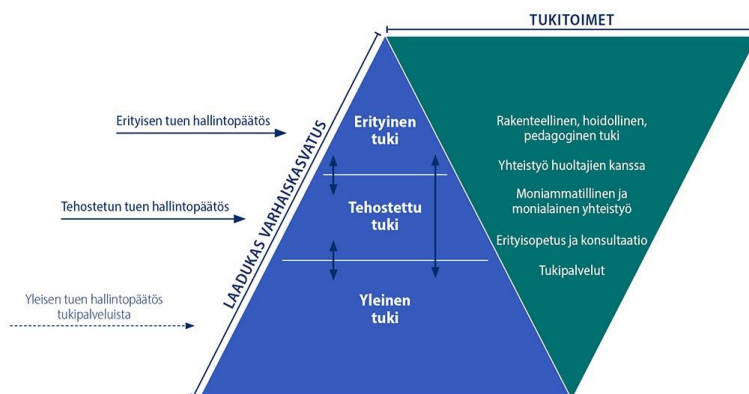 TUKITOIMET
LAADUKAS VARHAISKASVATUS
Erityisen tuen hallintopäätös
Tehostetun tuen hallintopäätös
Yleisen tuen hallintopäätös
tukipalveluista
Erityinen
tuki
Tehostettu
tuki
Yleinen
tuki
Rakenteellinen, hoidollinen,
pedagoginen tuki
Yhteistyö huoltajien kanssa
Moniammatillinen ja
monialainen yhteistyö
Erityisopetus ja konsultaatio
Tukipalvelut